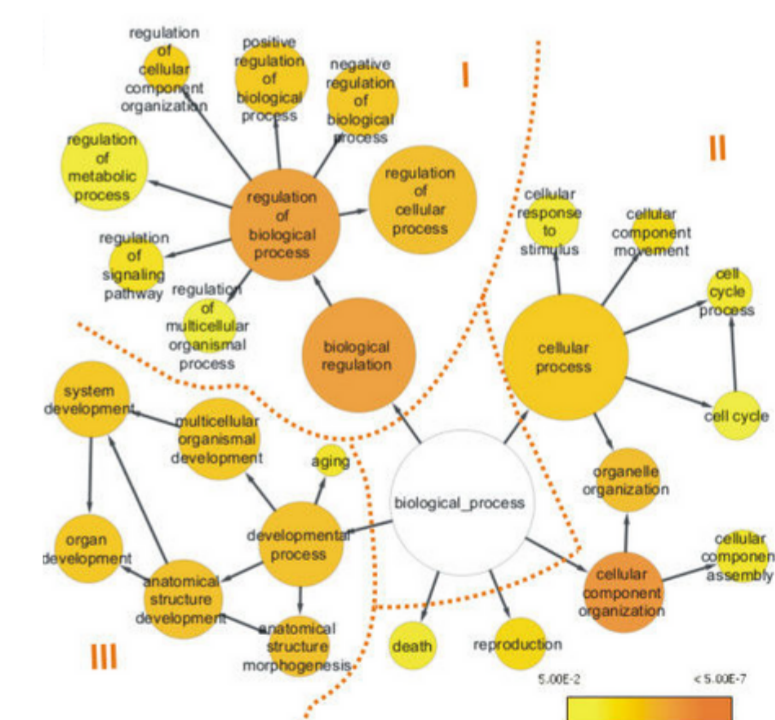 regulation
of
cellular
component
organization
positive
regulation
of
biological
process
negative
regulation
of
biological
process
I
regulation
of
metabolic
process
regulation
of
biological
process
regulation
of
cellular
process
regulation
of
signaling
pathway
regulation
of
multicellular
organismal
process
biological
regulation
II
cellular
response
to
stimulus
cellular
component
movement
cell
cycle
process
cellular
process
cell cycle
organelle
organization
cellular
component
organization
cellular
componen
assembly
biological_process
death
reproduction
system
development
multicellular
organismal
development
aging
developmental
process
organ
development
anatomical
structure
development
anatomical
structure
morphogenesis
III
5.00E-2
< 5.00E-7